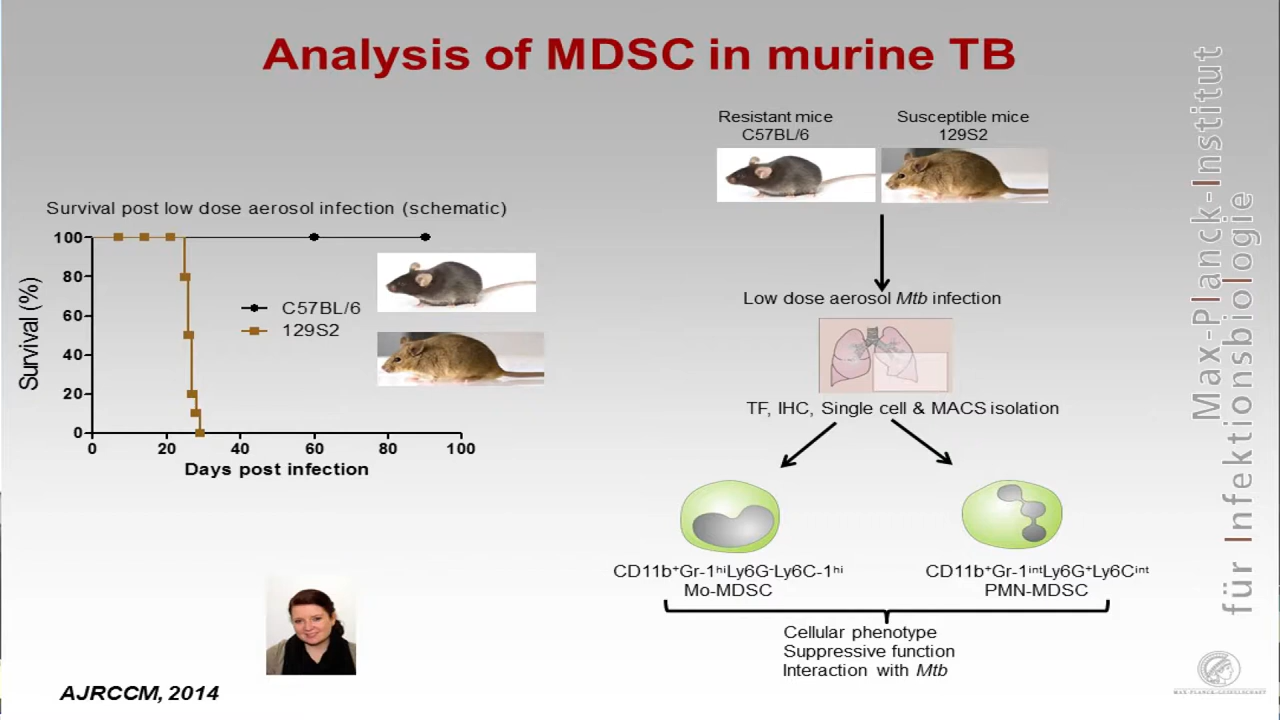 Analysis of MDSC in murine TB
Survival post low dose aerosol infection (schematic)
Survival (%)
100
80
60
40
20
0
0 20 40 60 80 100
Days post infection
C57BL/6
129S2
Resistant mice
C57BL/6
Susceptible mice
129S2
Low dose aerosol Mtb infection
TF, IHC, Single cell & MACS isolation
CD11b⁺Gr-1ʰⁱLy6G⁻Ly6C-1ʰⁱ
Mo-MDSC
CD11b⁺Gr-1ⁱⁿᵗLy6G⁺Ly6Cⁱⁿᵗ
PMN-MDSC
Cellular phenotype
Suppressive function
Interaction with Mtb
AJRCCM, 2014
Max-Planck-Institut
für Infektionsbiologie
MAX-PLANCK-GESELLSCHAFT